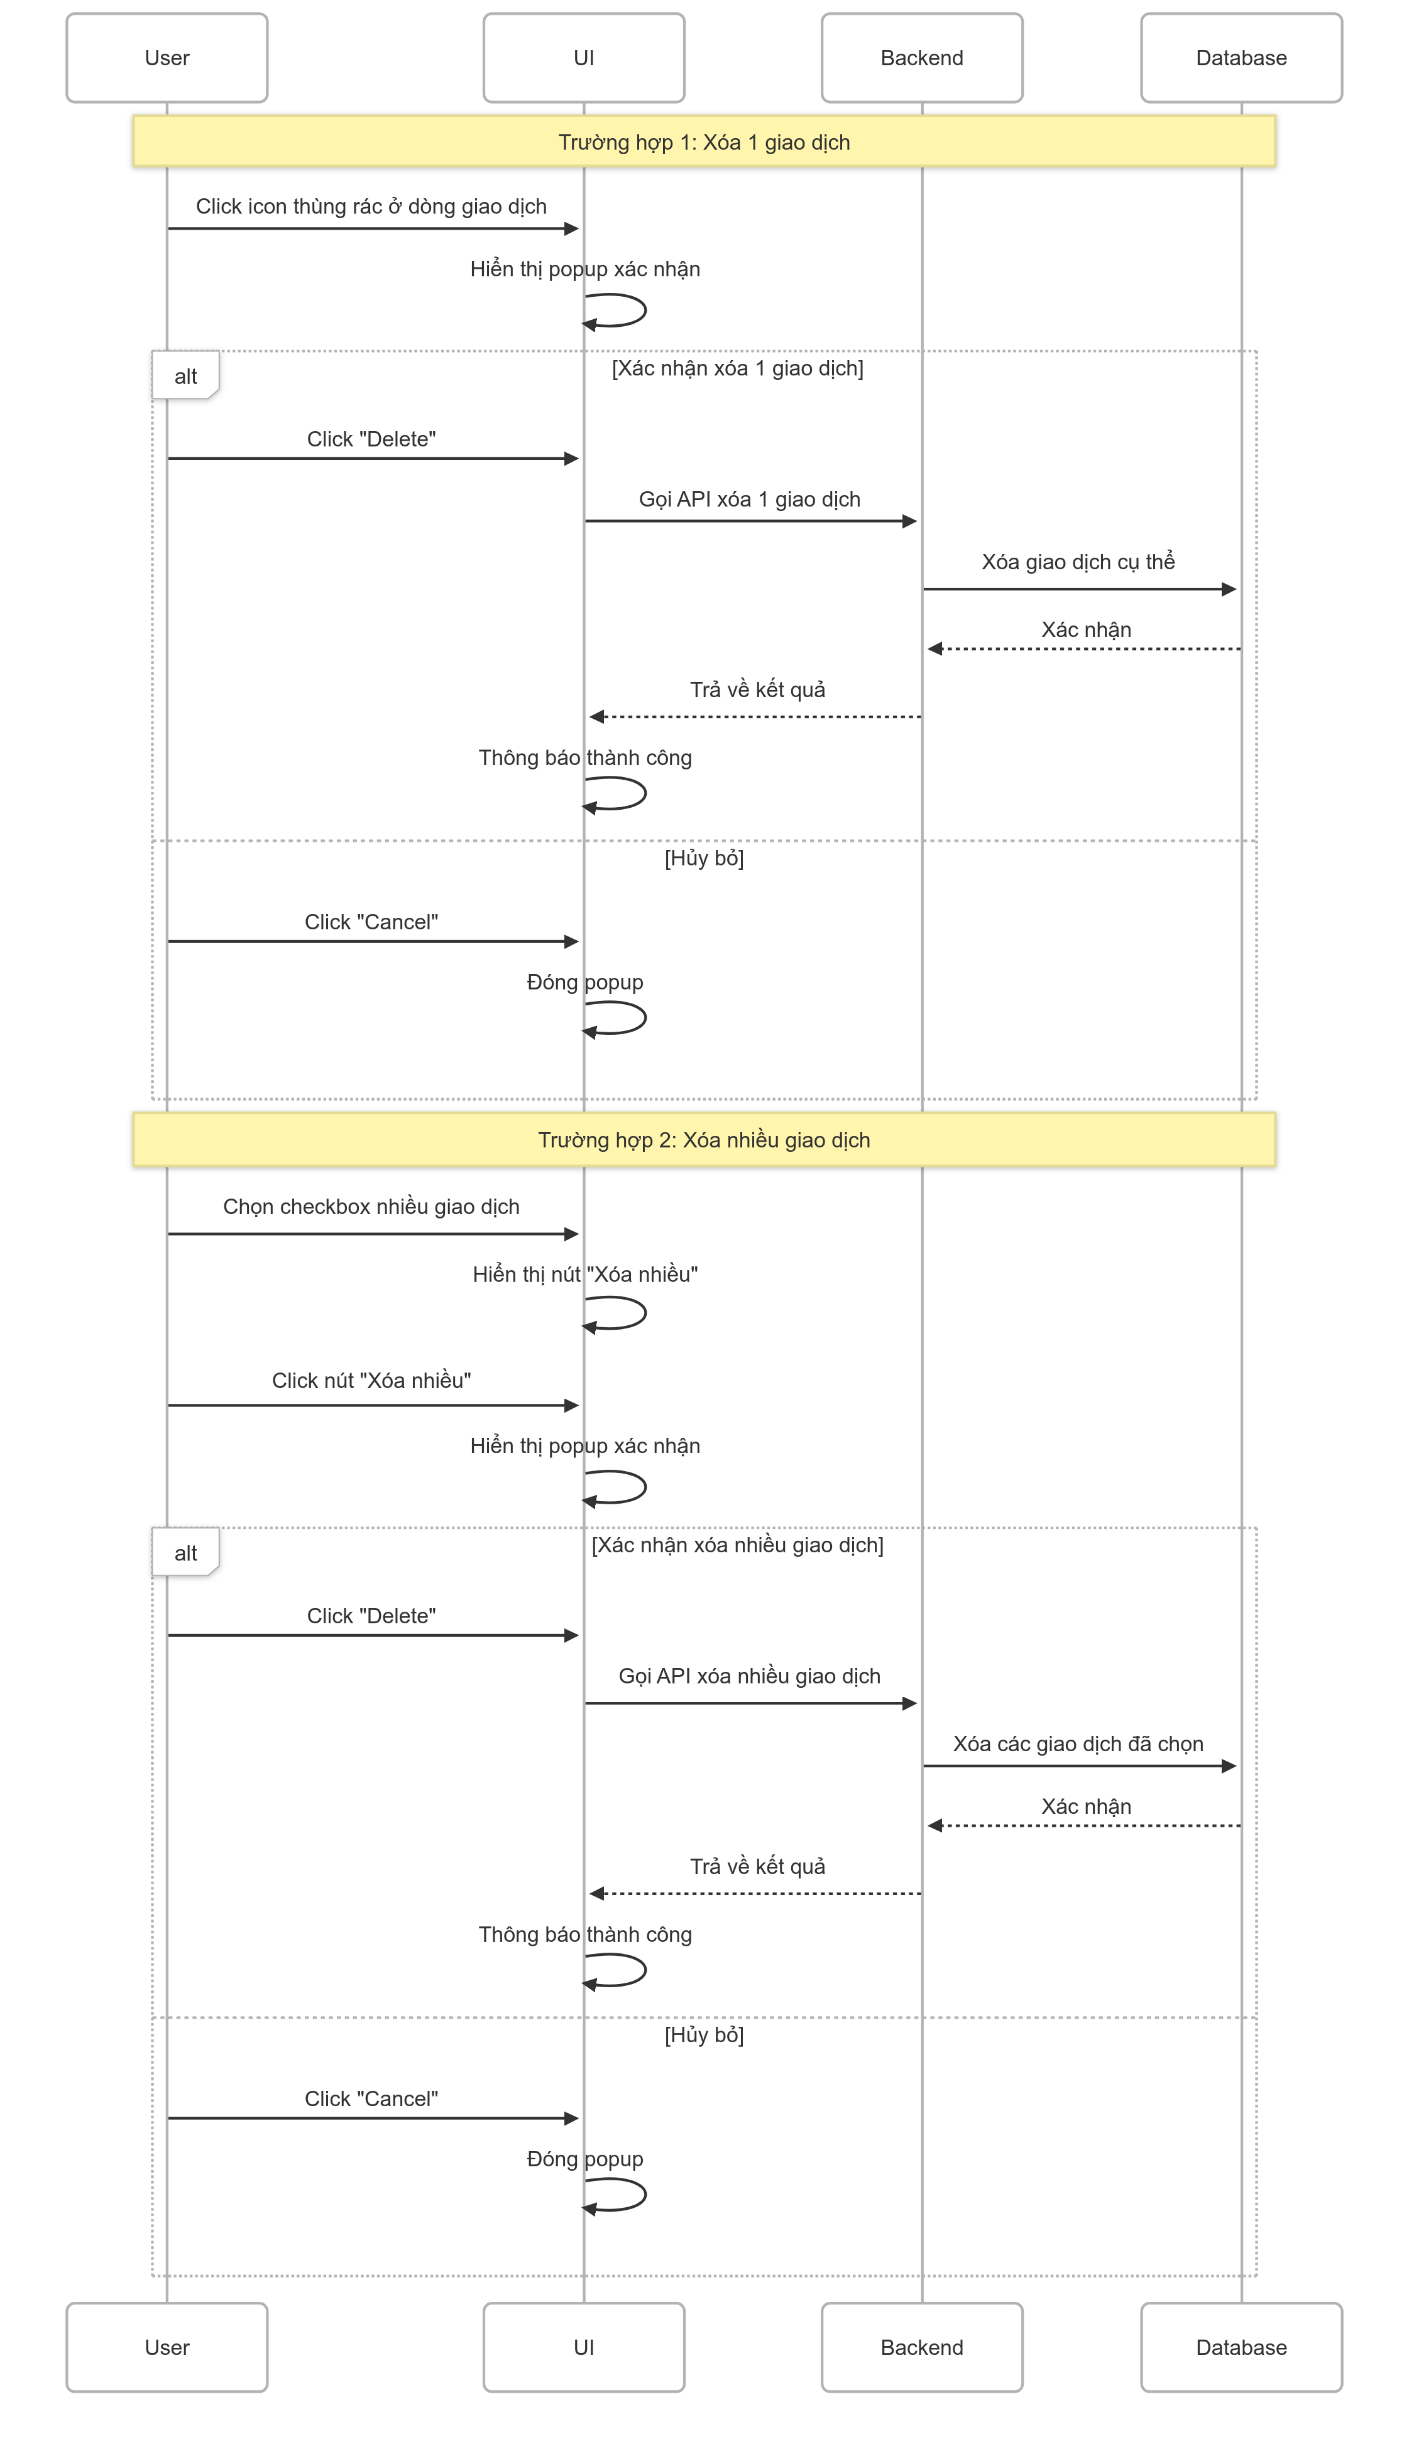 User
UI
Backend
Database
Trường hợp 1: Xóa 1 giao dịch
Click icon thùng rác ở dòng giao dịch
Hiển thị popup xác nhận
alt
[Xác nhận xóa 1 giao dịch]
Click "Delete"
Gọi API xóa 1 giao dịch
Xóa giao dịch cụ thể
Xác nhận
Trả về kết quả
Thông báo thành công
[Hủy bỏ]
Click "Cancel"
Đóng popup
Trường hợp 2: Xóa nhiều giao dịch
Chọn checkbox nhiều giao dịch
Hiển thị nút "Xóa nhiều"
Click nút "Xóa nhiều"
Hiển thị popup xác nhận
alt
[Xác nhận xóa nhiều giao dịch]
Click "Delete"
Gọi API xóa nhiều giao dịch
Xóa các giao dịch đã chọn
Xác nhận
Trả về kết quả
Thông báo thành công
[Hủy bỏ]
Click "Cancel"
Đóng popup
User
UI
Backend
Database